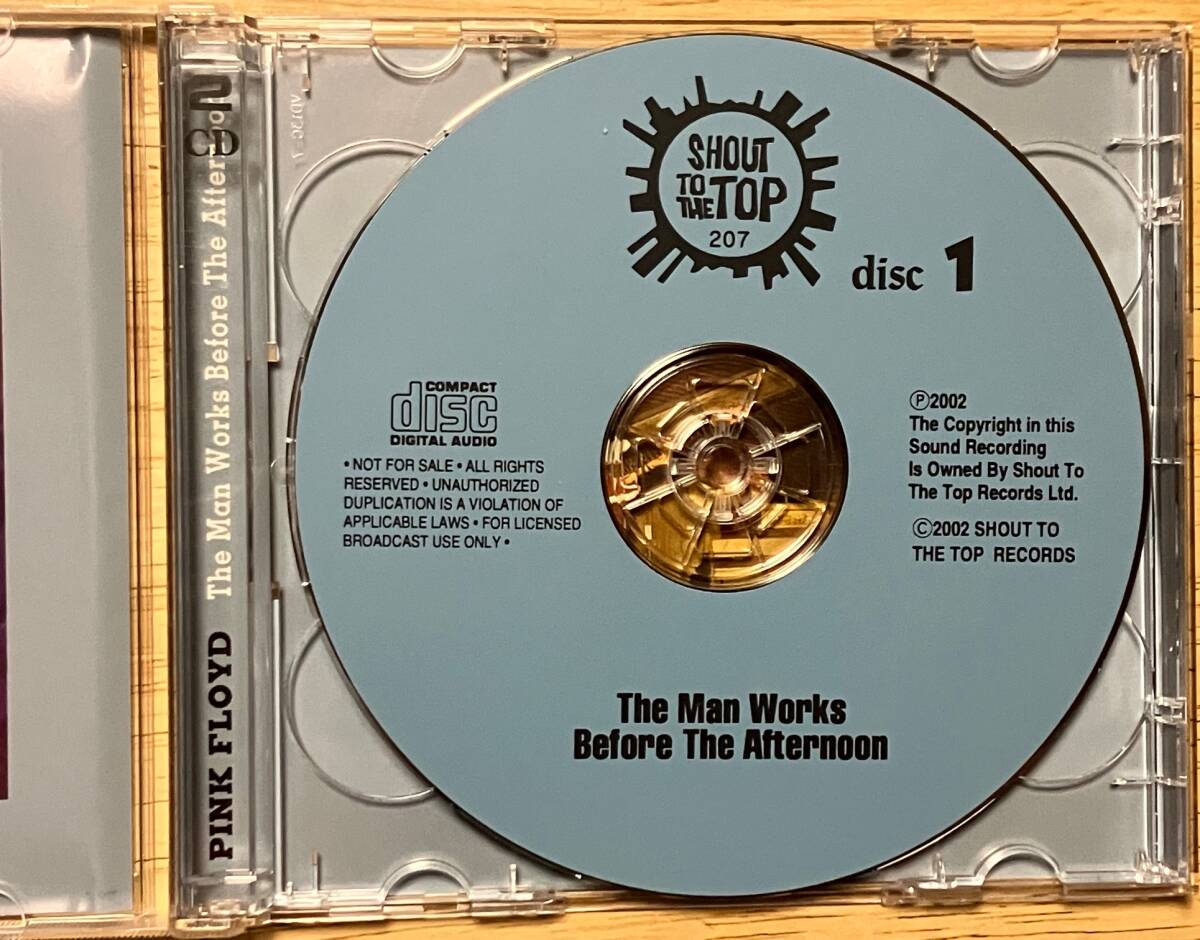 2
CD
PINK FLOYD The Man Works Before The Afternoon
SHOUT
TO
THE TOP
207
disc 1
COMPACT
disc
DIGITAL AUDIO
• NOT FOR SALE • ALL RIGHTS
RESERVED • UNAUTHORIZED
DUPLICATION IS A VIOLATION OF
APPLICABLE LAWS • FOR LICENSED
BROADCAST USE ONLY •
℗2002
The Copyright in this
Sound Recording
Is Owned By Shout To
The Top Records Ltd.
©2002 SHOUT TO
THE TOP RECORDS
The Man Works
Before The Afternoon